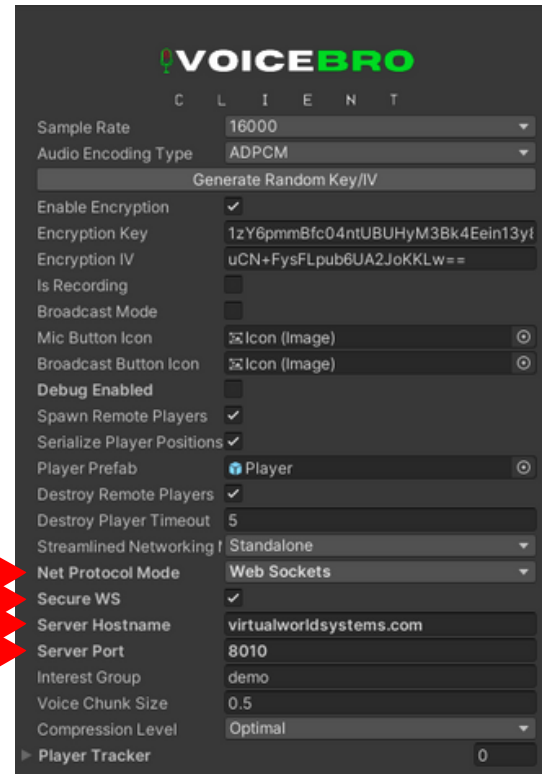 VOICEBRO
CLIENT
Sample Rate 16000
Audio Encoding Type ADPCM
Generate Random Key/IV
Enable Encryption
Encryption Key 1zY6pmmBfc04ntUBUHyM3Bk4Eein13y
Encryption IV uCN+FysFLpub6UA2JoKKLw==
Is Recording
Broadcast Mode
Mic Button Icon Icon (Image)
Broadcast Button Icon Icon (Image)
Debug Enabled
Spawn Remote Players
Serialize Player Positions
Player Prefab Player
Destroy Remote Players
Destroy Player Timeout 5
Streamlined Networking Standalone
Net Protocol Mode Web Sockets
Secure WS
Server Hostname virtualworldsystems.com
Server Port 8010
Interest Group demo
Voice Chunk Size 0.5
Compression Level Optimal
Player Tracker 0